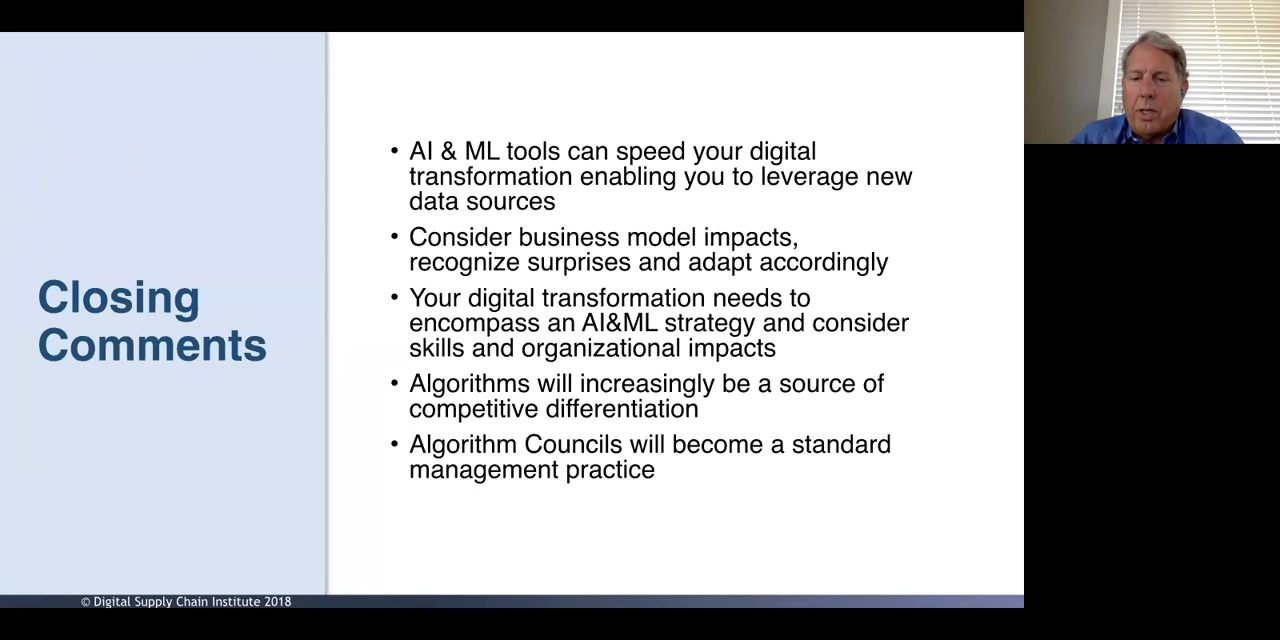 Closing
Comments
• AI & ML tools can speed your digital
transformation enabling you to leverage new
data sources
• Consider business model impacts,
recognize surprises and adapt accordingly
• Your digital transformation needs to
encompass an AI&ML strategy and consider
skills and organizational impacts
• Algorithms will increasingly be a source of
competitive differentiation
• Algorithm Councils will become a standard
management practice
© Digital Supply Chain Institute 2018